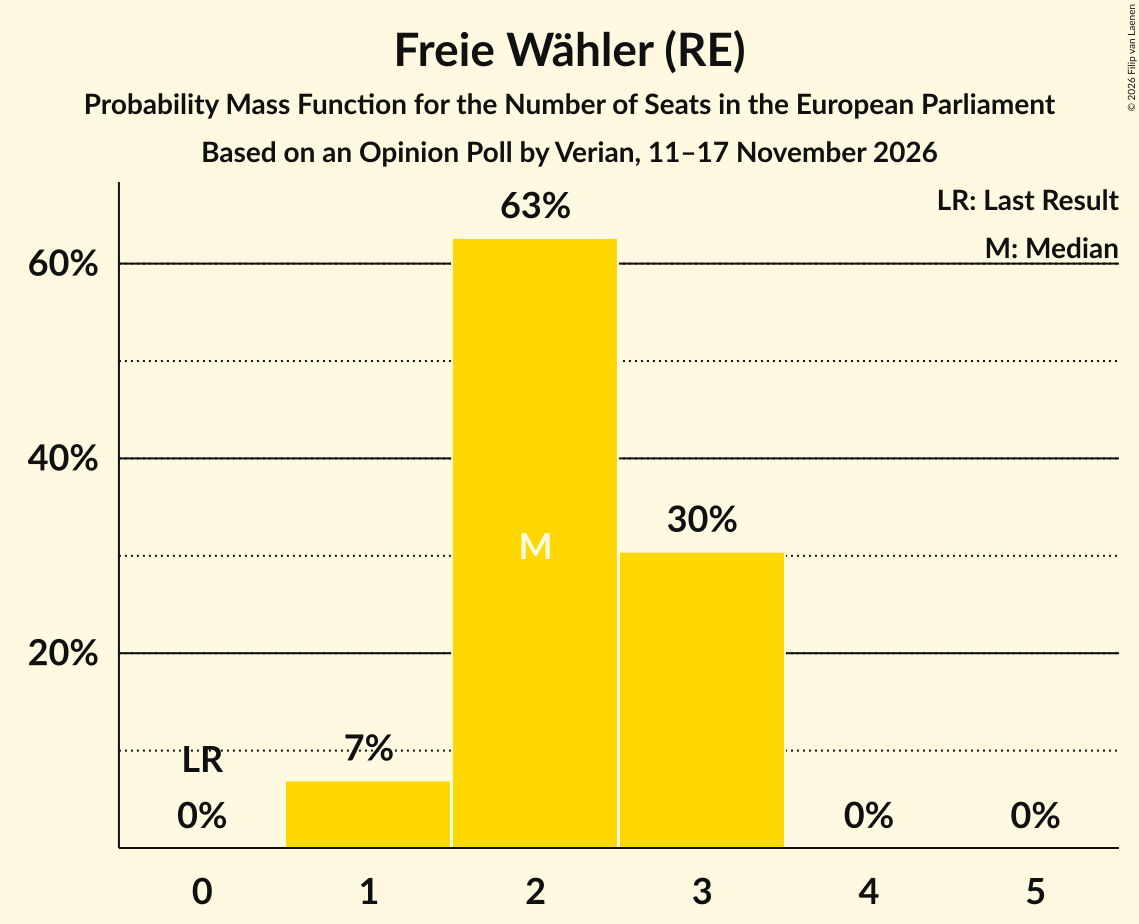 Freie Wähler (RE)
Probability Mass Function for the Number of Seats in the European Parliament
Based on an Opinion Poll by Verian, 11–17 November 2026
© 2026 Filip van Laenen
LR: Last Result
M: Median
63%
60%
40%
30%
M
20%
7%
LR
0%
0%
0%
0
1
2
3
4
5